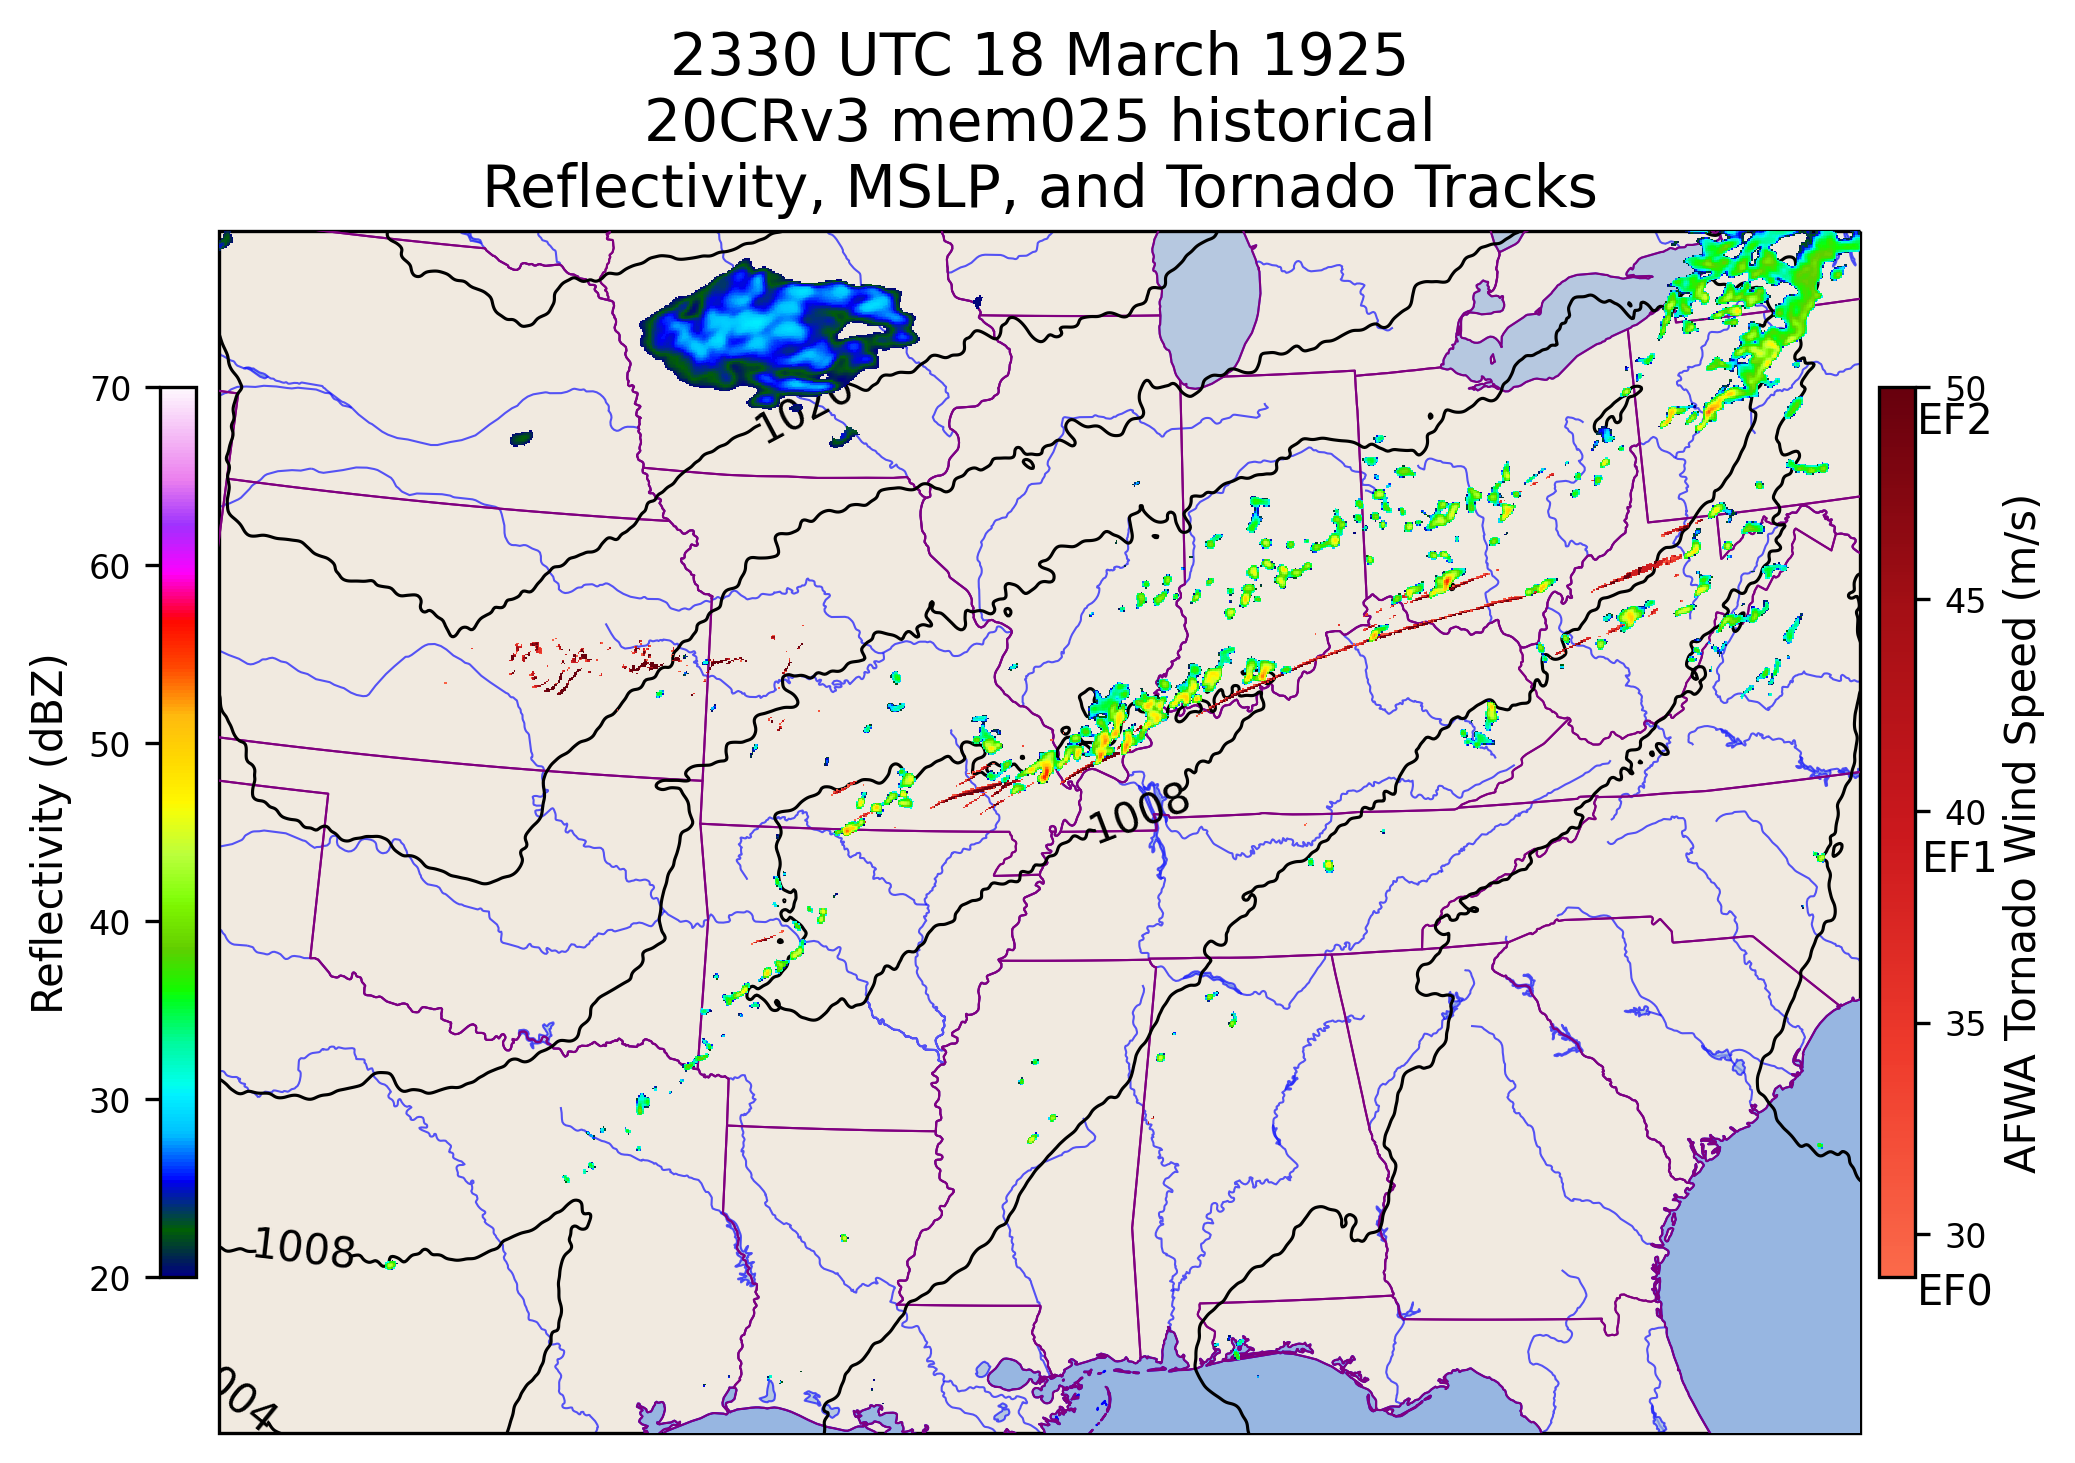 2330 UTC 18 March 1925
20CRv3 mem025 historical
Reflectivity, MSLP, and Tornado Tracks
Reflectivity (dBZ)
70
60
50
40
30
20
1020
1008
1008
004
50
EF2
45
40
EF1
35
30
EF0
AFWA Tornado Wind Speed (m/s)